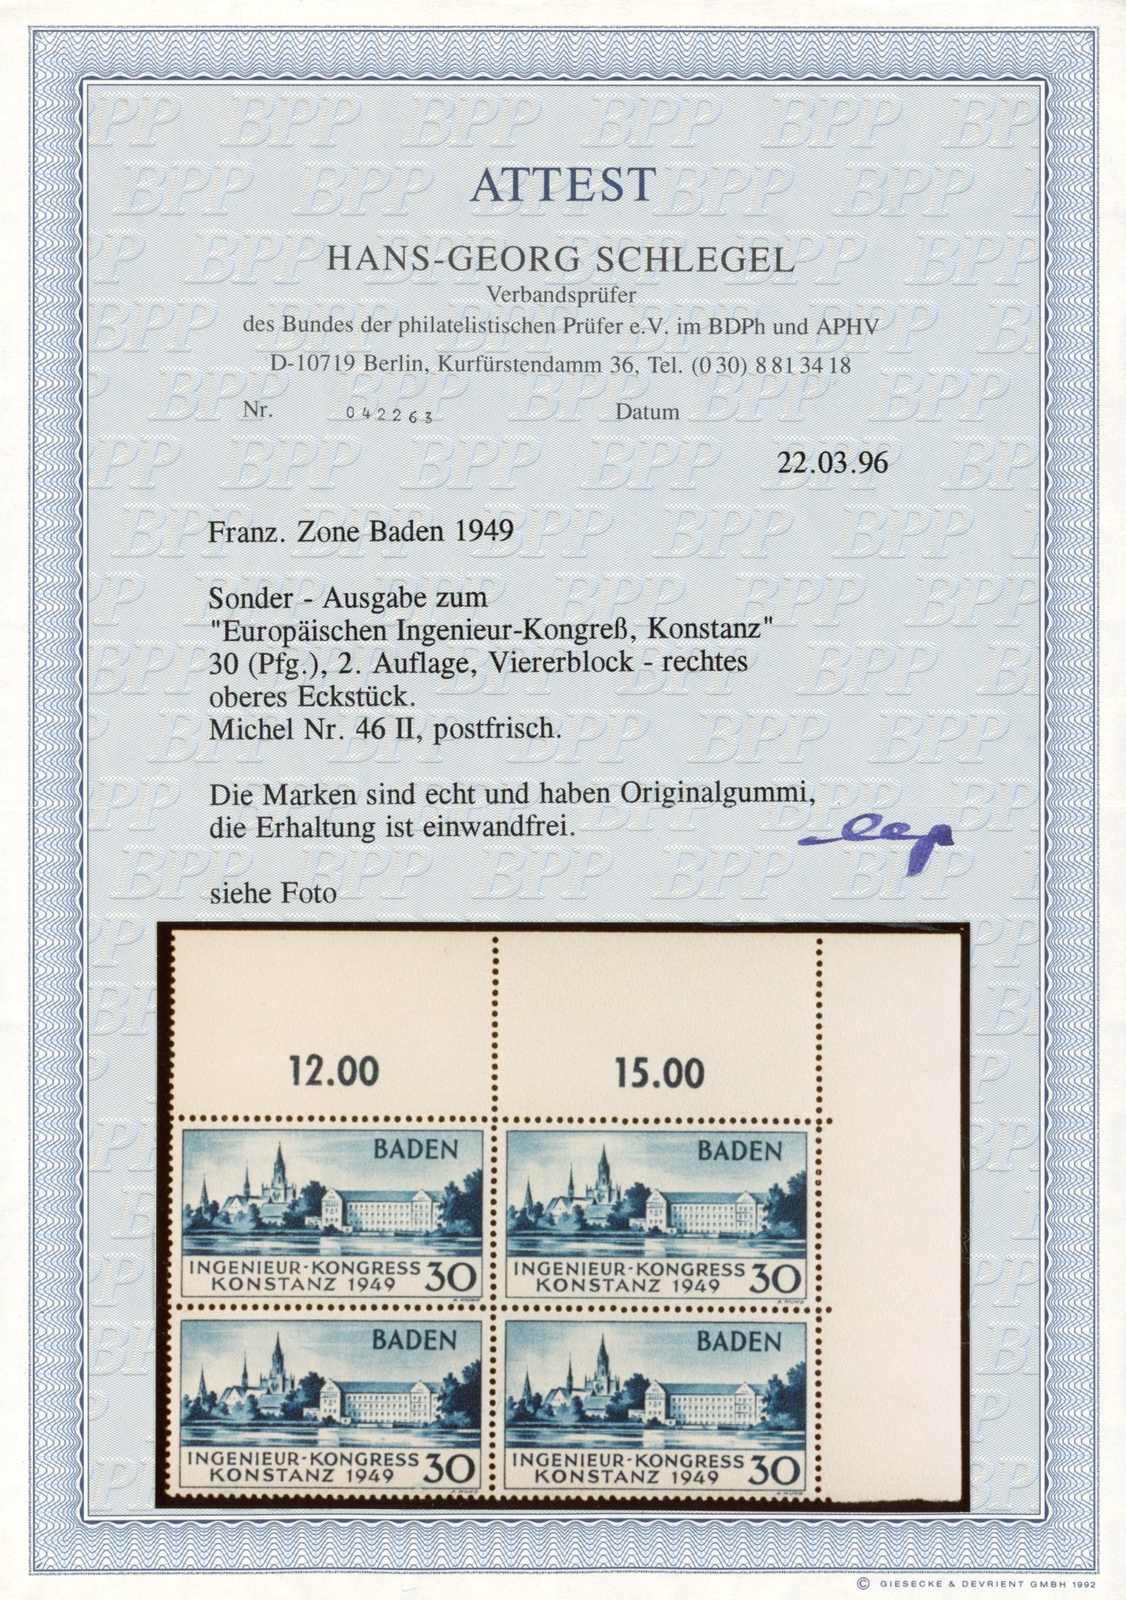 ATTEST
HANS-GEORG SCHLEGEL
Verbandsprüfer
des Bundes der philatelistischen Prüfer e.V. im BDPh und APHV
D-10719 Berlin, Kurfürstendamm 36, Tel. (030) 8 81 34 18
Nr. 042263 Datum
22.03.96
Franz. Zone Baden 1949
Sonder - Ausgabe zum
"Europäischen Ingenieur-Kongreß, Konstanz"
30 (Pfg.), 2. Auflage, Viererblock - rechtes
oberes Eckstück.
Michel Nr. 46 II, postfrisch.
Die Marken sind echt und haben Originalgummi,
die Erhaltung ist einwandfrei.
siehe Foto
12.00 15.00
BADEN BADEN
INGENIEUR-KONGRESS 30 INGENIEUR-KONGRESS 30
KONSTANZ 1949 KONSTANZ 1949
BADEN BADEN
INGENIEUR-KONGRESS 30 INGENIEUR-KONGRESS 30
KONSTANZ 1949 KONSTANZ 1949
© GIESECKE & DEVRIENT GMBH 1992